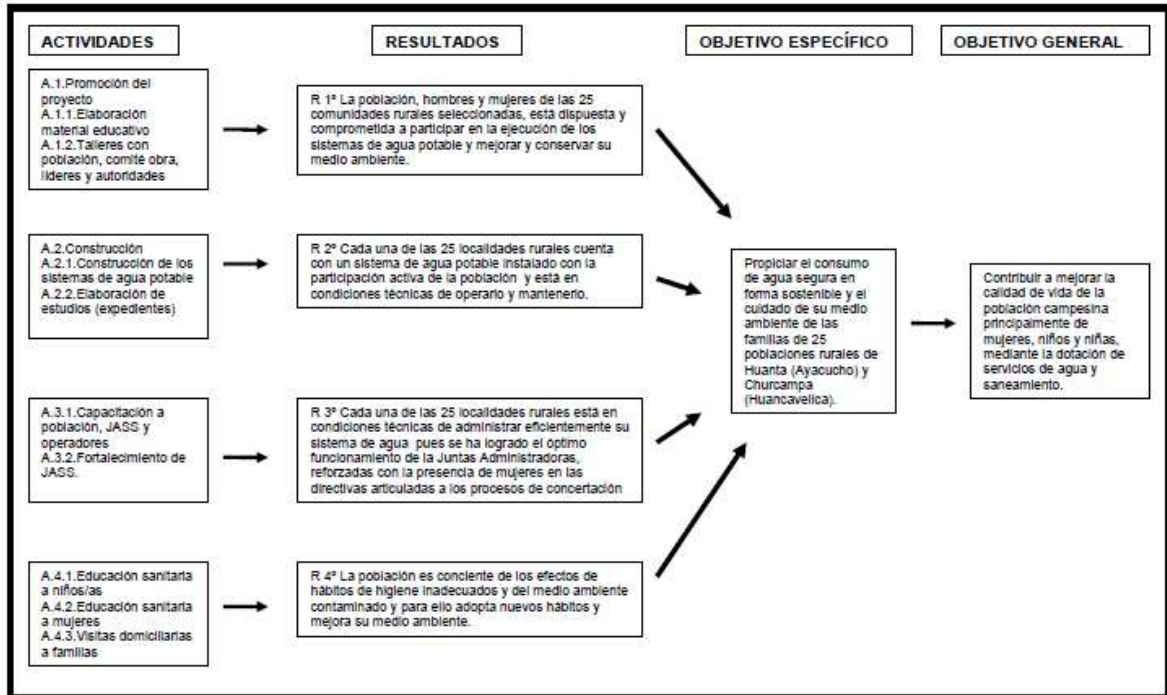 ACTIVIDADES
RESULTADOS
OBJETIVO ESPECÍFICO
OBJETIVO GENERAL
A.1.Promoción del
proyecto
A.1.1.Elaboración
material educativo
A.1.2.Talleres con
población, comité obra,
líderes y autoridades
R 1º La población, hombres y mujeres de las 25
comunidades rurales seleccionadas, está dispuesta y
comprometida a participar en la ejecución de los
sistemas de agua potable y mejorar y conservar su
medio ambiente.
A.2.Construcción
A.2.1.Construcción de los
sistemas de agua potable
A.2.2.Elaboración de
estudios (expedientes)
R 2º Cada una de las 25 localidades rurales cuenta
con un sistema de agua potable instalado con la
participación activa de la población y está en
condiciones técnicas de operarlo y mantenerlo.
A.3.1.Capacitación a
población, JASS y
operadores
A.3.2.Fortalecimiento de
JASS.
R 3º Cada una de las 25 localidades rurales está en
condiciones técnicas de administrar eficientemente su
sistema de agua pues se ha logrado el óptimo
funcionamiento de la Juntas Administradoras,
reforzadas con la presencia de mujeres en las
directivas articuladas a los procesos de concertación
A.4.1.Educación sanitaria
a niños/as
A.4.2.Educación sanitaria
a mujeres
A.4.3.Visitas domiciliarias
a familias
R 4º La población es conciente de los efectos de
hábitos de higiene inadecuados y del medio ambiente
contaminado y para ello adopta nuevos hábitos y
mejora su medio ambiente.
Propiciar el consumo
de agua segura en
forma sostenible y el
cuidado de su medio
ambiente de las
familias de 25
poblaciones rurales de
Huanta (Ayacucho) y
Churcampa
(Huancavelica).
Contribuir a mejorar la
calidad de vida de la
población campesina
principalmente de
mujeres, niños y niñas,
mediante la dotación de
servicios de agua y
saneamiento.